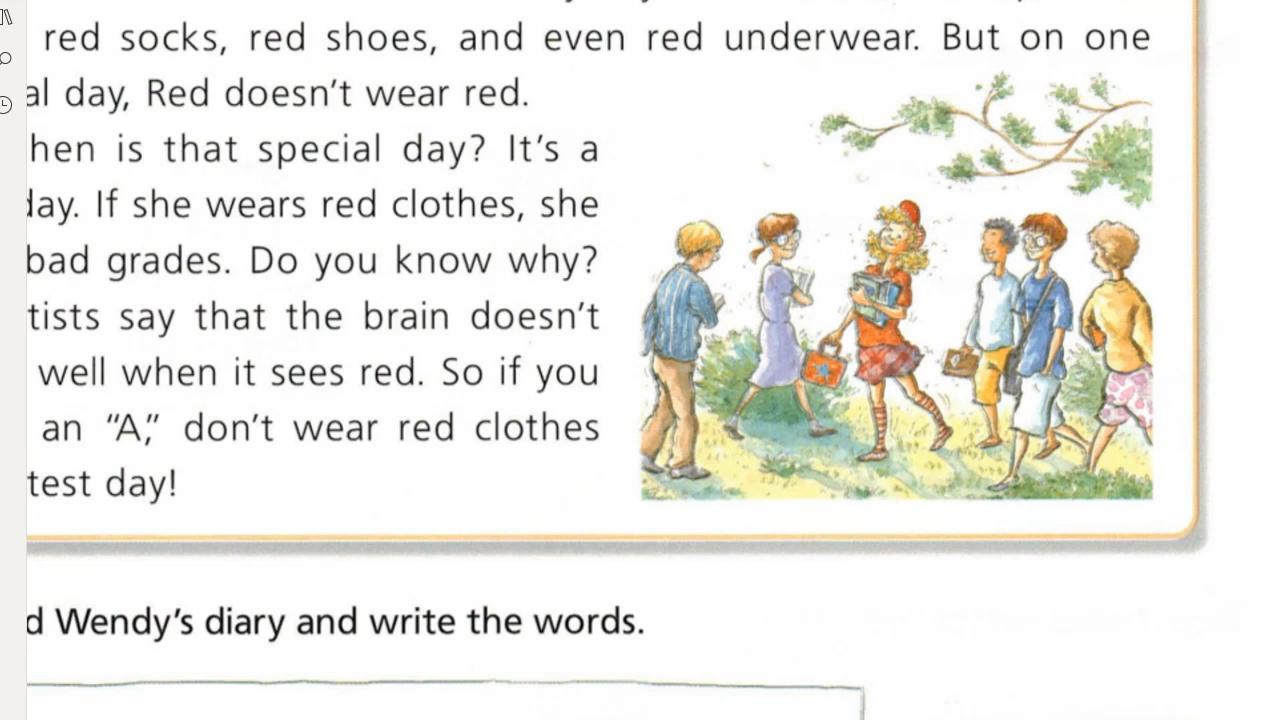 red socks, red shoes, and even red underwear. But on one
al day, Red doesn't wear red.
hen is that special day? It's a
day. If she wears red clothes, she
bad grades. Do you know why?
tists say that the brain doesn't
well when it sees red. So if you
an "A," don't wear red clothes
test day!
d Wendy's diary and write the words.